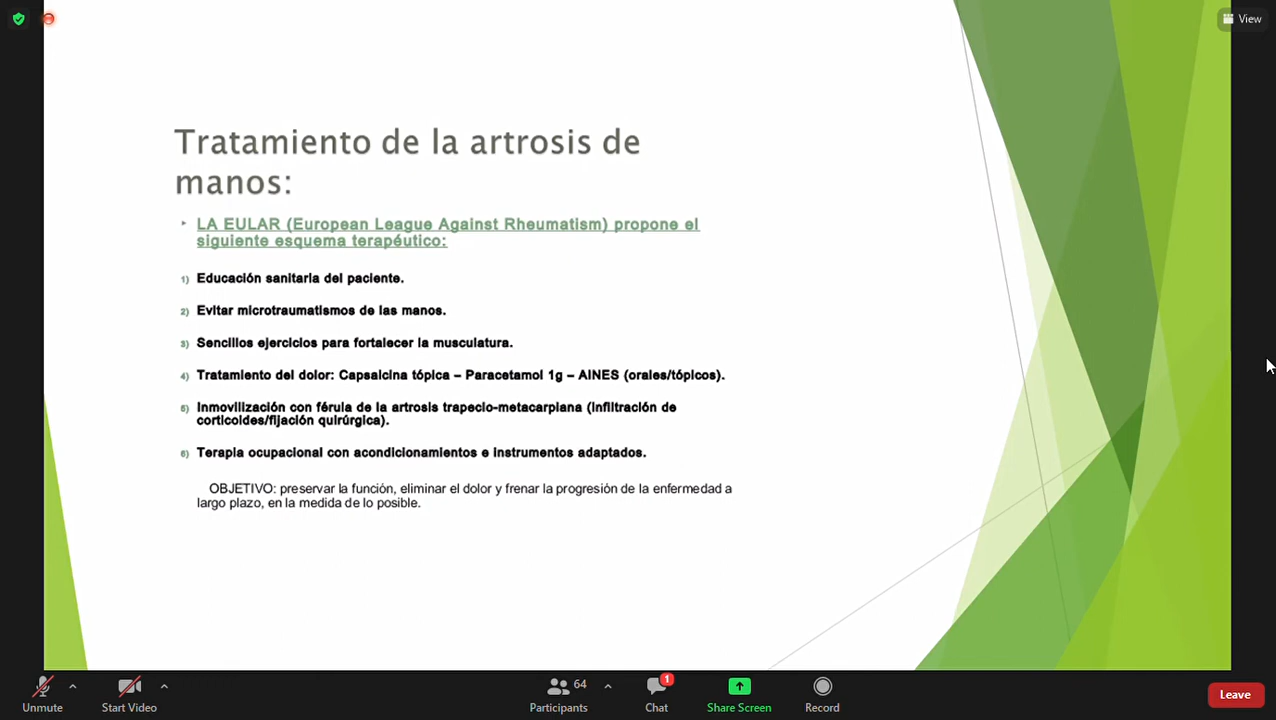 View
Tratamiento de la artrosis de
manos:
LA EULAR (European League Against Rheumatism) propone el
siguiente esquema terapéutico:
1) Educación sanitaria del paciente.
2) Evitar microtraumatismos de las manos.
3) Sencillos ejercicios para fortalecer la musculatura.
4) Tratamiento del dolor: Capsalcina tópica – Paracetamol 1g – AINES (orales/tópicos).
5) Inmovilización con férula de la artrosis trapecio-metacarpiana (infiltración de
corticoides/fijación quirúrgica).
6) Terapia ocupacional con acondicionamientos e instrumentos adaptados.
OBJETIVO: preservar la función, eliminar el dolor y frenar la progresión de la enfermedad a
largo plazo, en la medida de lo posible.
64
1
Unmute
Start Video
Participants
Chat
Share Screen
Record
Leave